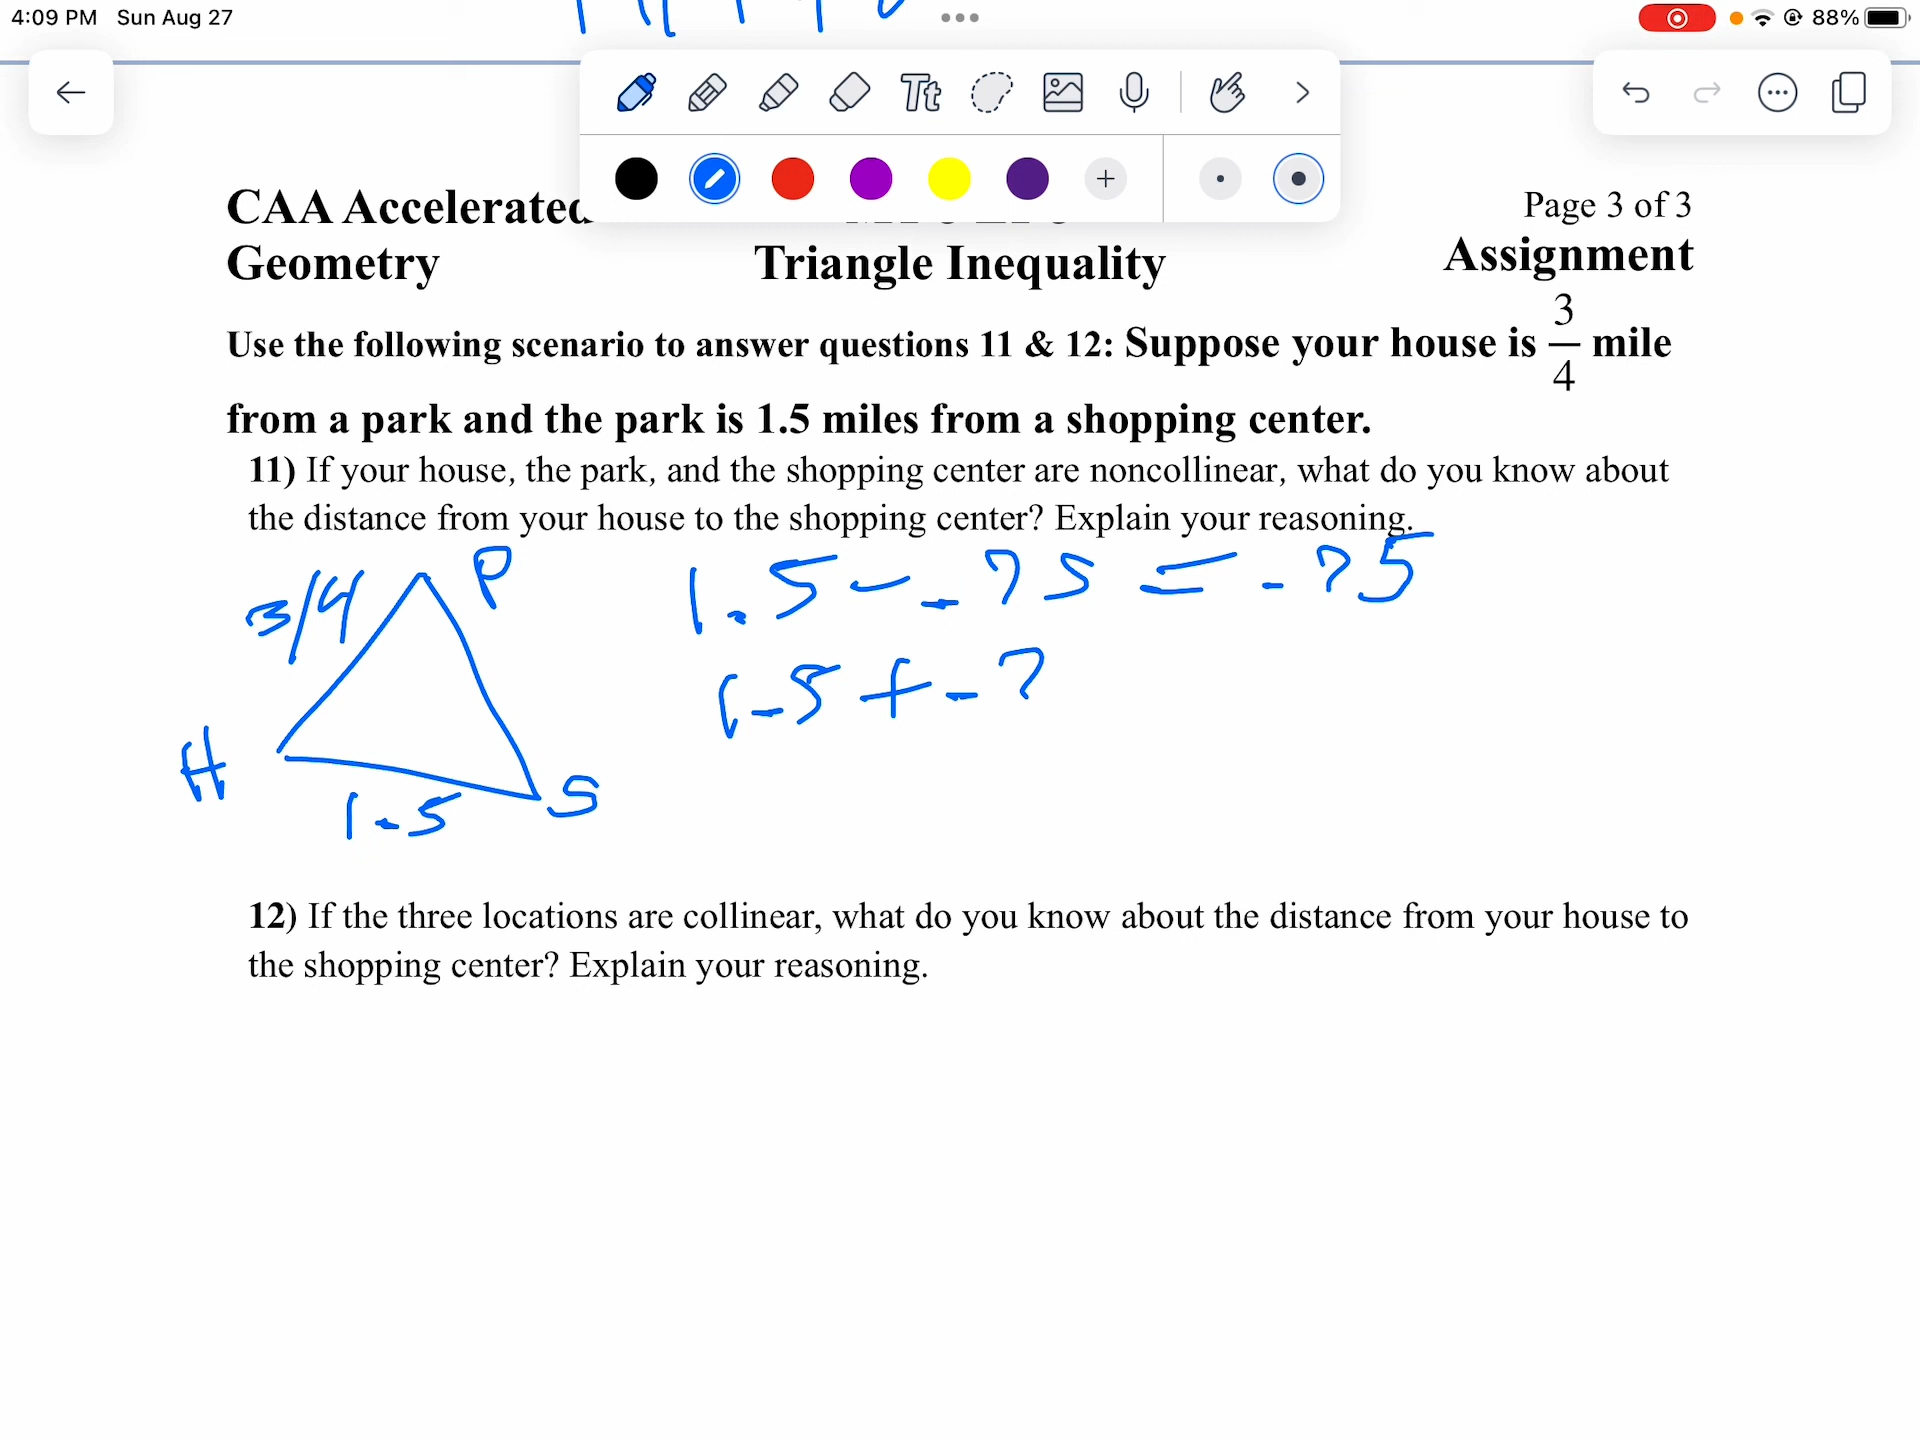 4:09 PM Sun Aug 27
88%
Tt
CAA Accelerated
Geometry
Triangle Inequality
Page 3 of 3
Assignment
Use the following scenario to answer questions 11 & 12: Suppose your house is 3/4 mile
from a park and the park is 1.5 miles from a shopping center.
11) If your house, the park, and the shopping center are noncollinear, what do you know about
the distance from your house to the shopping center? Explain your reasoning.
3/4
P
H
S
1.5
1.5 - .75 = .75
1.5 + .7
12) If the three locations are collinear, what do you know about the distance from your house to
the shopping center? Explain your reasoning.